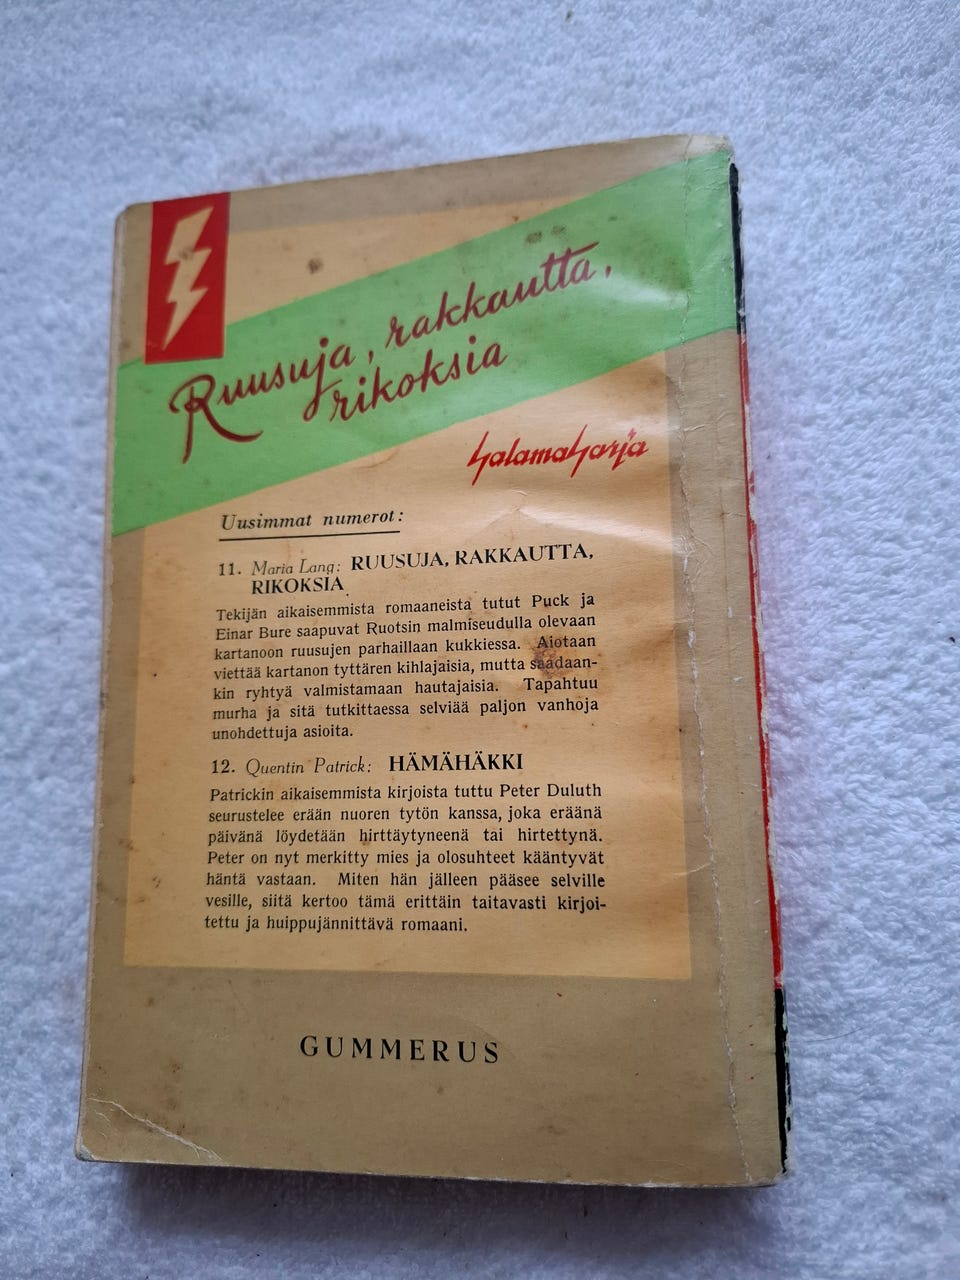 Ruusuja, rakkautta,
rikoksia
salamasarja
Uusimmat numerot:
11. Maria Lang: RUUSUJA, RAKKAUTTA,
RIKOKSIA
Tekijän aikaisemmista romaaneista tutut Puck ja
Einar Bure saapuvat Ruotsin malmiseudulla olevaan
kartanoon ruusujen parhaillaan kukkiessa. Aiotaan
viettää kartanon tyttären kihlajaisia, mutta saadaan-
kin ryhtyä valmistamaan hautajaisia. Tapahtuu
murha ja sitä tutkittaessa selviää paljon vanhoja
unohdettuja asioita.
12. Quentin Patrick: HÄMÄHÄKKI
Patrickin aikaisemmista kirjoista tuttu Peter Duluth
seurustelee erään nuoren tytön kanssa, joka eräänä
päivänä löydetään hirttäytyneenä tai hirtettynä.
Peter on nyt merkitty mies ja olosuhteet kääntyvät
häntä vastaan. Miten hän jälleen pääsee selville
vesille, siitä kertoo tämä erittäin taitavasti kirjoi-
tettu ja huippujännittävä romaani.
GUMMERUS